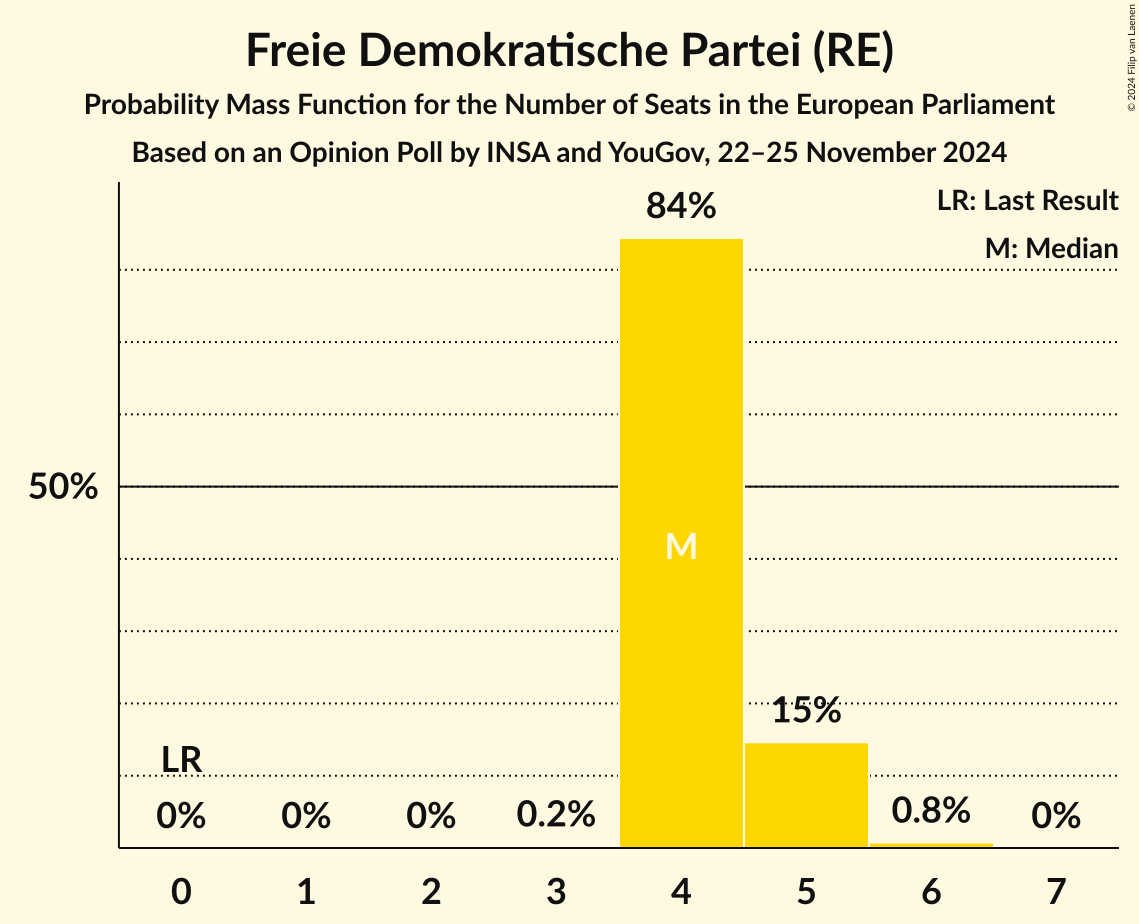 Freie Demokratische Partei (RE)
Probability Mass Function for the Number of Seats in the European Parliament
Based on an Opinion Poll by INSA and YouGov, 22–25 November 2024
© 2024 Filip van Laenen
LR: Last Result
M: Median
84%
50%
M
15%
LR
0% 0% 0% 0.2% 0.8% 0%
0 1 2 3 4 5 6 7